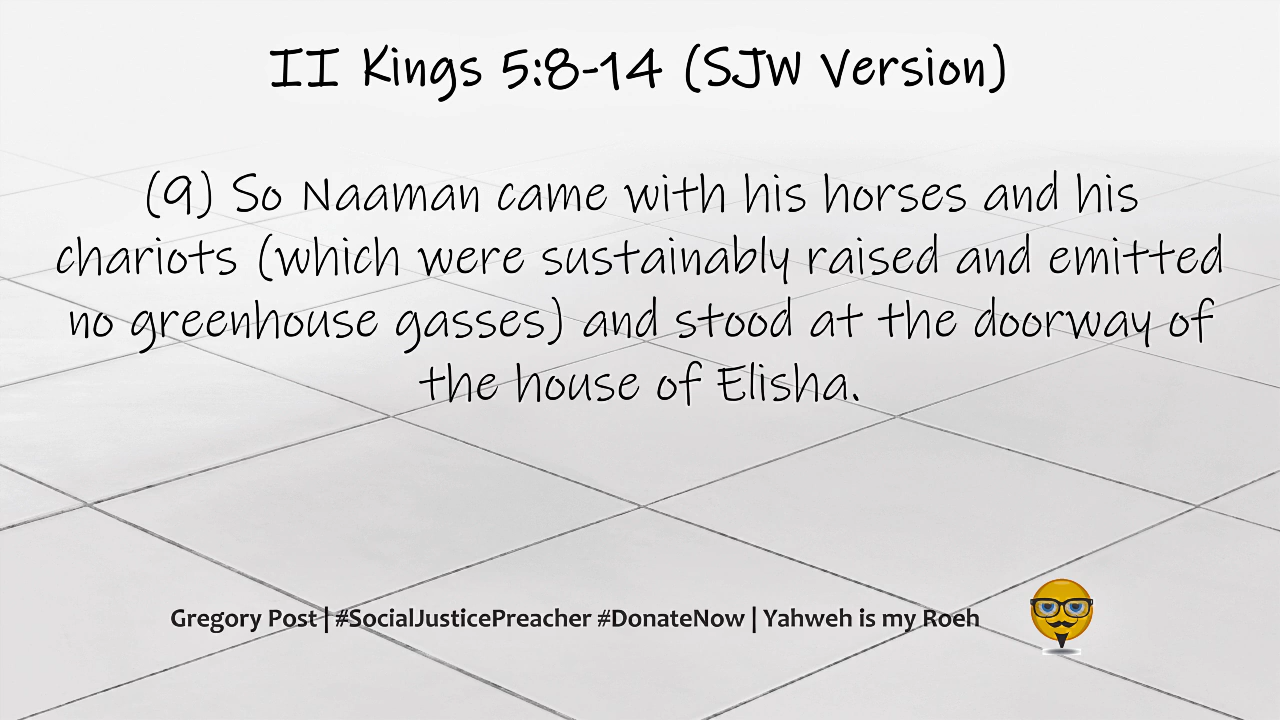 II Kings 5:8-14 (SJW Version)
(9) So Naaman came with his horses and his
chariots (which were sustainably raised and emitted
no greenhouse gasses) and stood at the doorway of
the house of Elisha.
Gregory Post | #SocialJusticePreacher #DonateNow | Yahweh is my Roeh